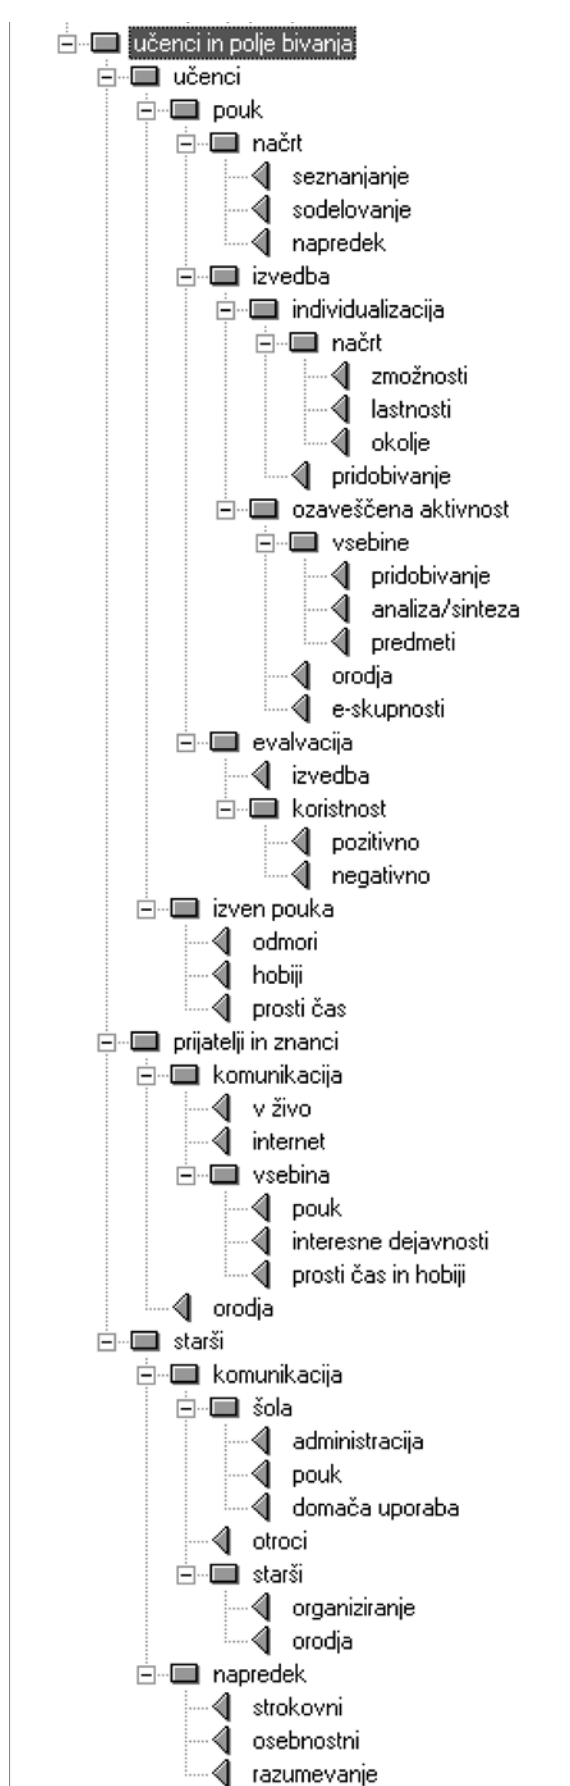 učenci in polje bivanja
učenci
pouk
načrt
seznanjanje
sodelovanje
napredek
izvedba
individualizacija
načrt
zmožnosti
lastnosti
okolje
pridobivanje
ozaveščena aktivnost
vsebine
pridobivanje
analiza/sinteza
predmeti
orodja
e-skupnosti
evalvacija
izvedba
koristnost
pozitivno
negativno
izven pouka
odmori
hobiji
prosti čas
prijatelji in znanci
komunikacija
v živo
internet
vsebina
pouk
interesne dejavnosti
prosti čas in hobiji
orodja
starši
komunikacija
šola
administracija
pouk
domača uporaba
otroci
starši
organiziranje
orodja
napredek
strokovni
osebnostni
razumevanje